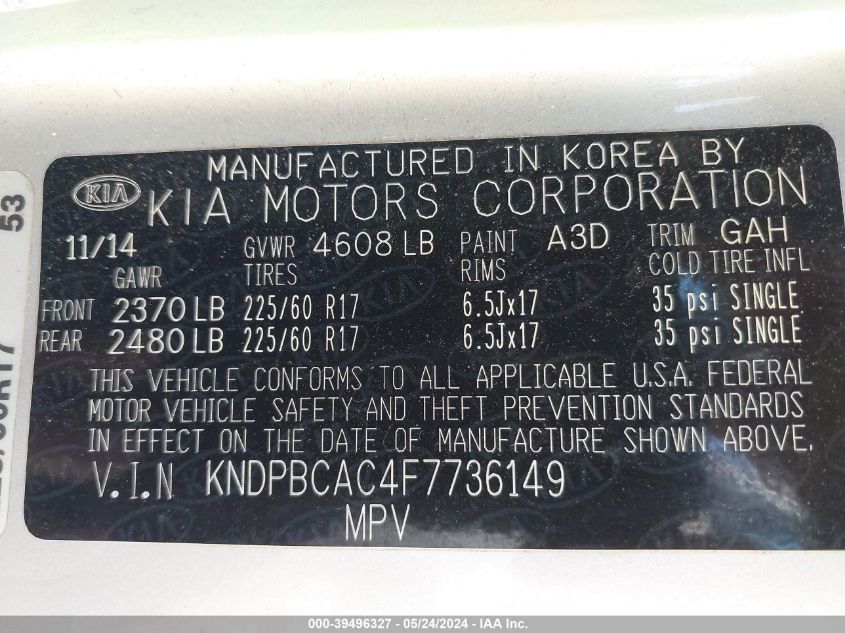 MANUFACTURED IN KOREA BY
KIA KIA MOTORS CORPORATION
11/14 GVWR 4608 LB PAINT A3D TRIM GAH
GAWR TIRES RIMS COLD TIRE INFL
FRONT 2370 LB 225/60 R17 6.5Jx17 35 psi SINGLE
REAR 2480 LB 225/60 R17 6.5Jx17 35 psi SINGLE
THIS VEHICLE CONFORMS TO ALL APPLICABLE U.S.A. FEDERAL
MOTOR VEHICLE SAFETY AND THEFT PREVENTION STANDARDS
IN EFFECT ON THE DATE OF MANUFACTURE SHOWN ABOVE.
V.I.N KNDPBCAC4F7736149
MPV
53
000-39496327 - 05/24/2024 - IAA Inc.